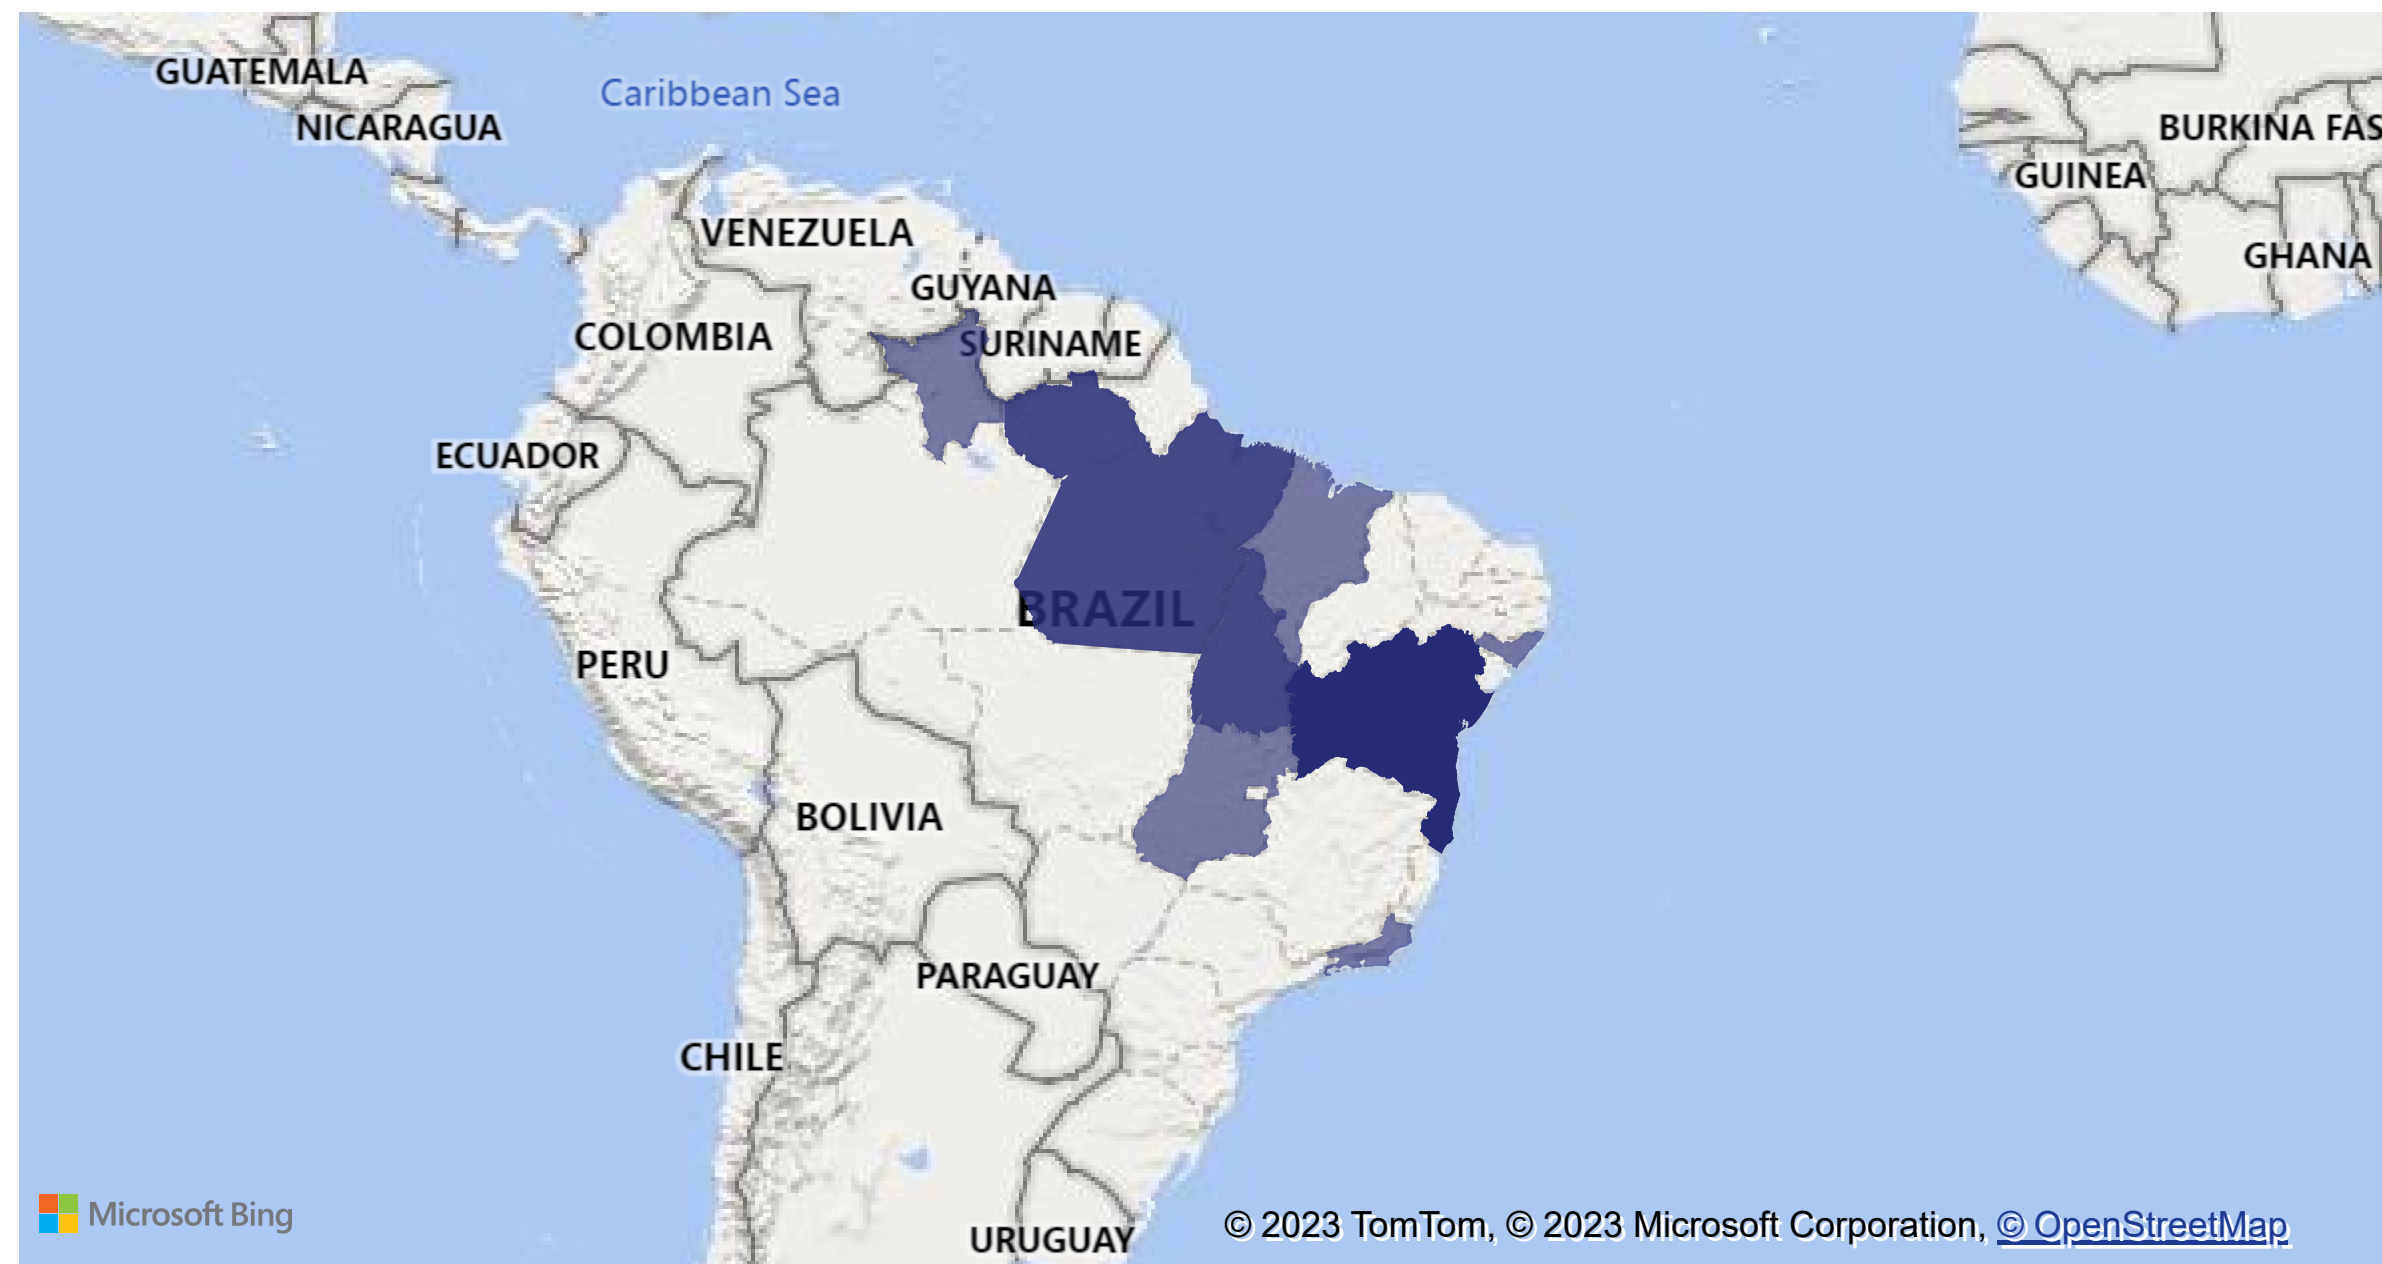 GUATEMALA
Caribbean Sea
NICARAGUA
BURKINA FAS
GUINEA
VENEZUELA
GHANA
GUYANA
COLOMBIA
SURINAME
ECUADOR
BRAZIL
PERU
BOLIVIA
PARAGUAY
CHILE
Microsoft Bing
© 2023 TomTom, © 2023 Microsoft Corporation, © OpenStreetMap
URUGUAY